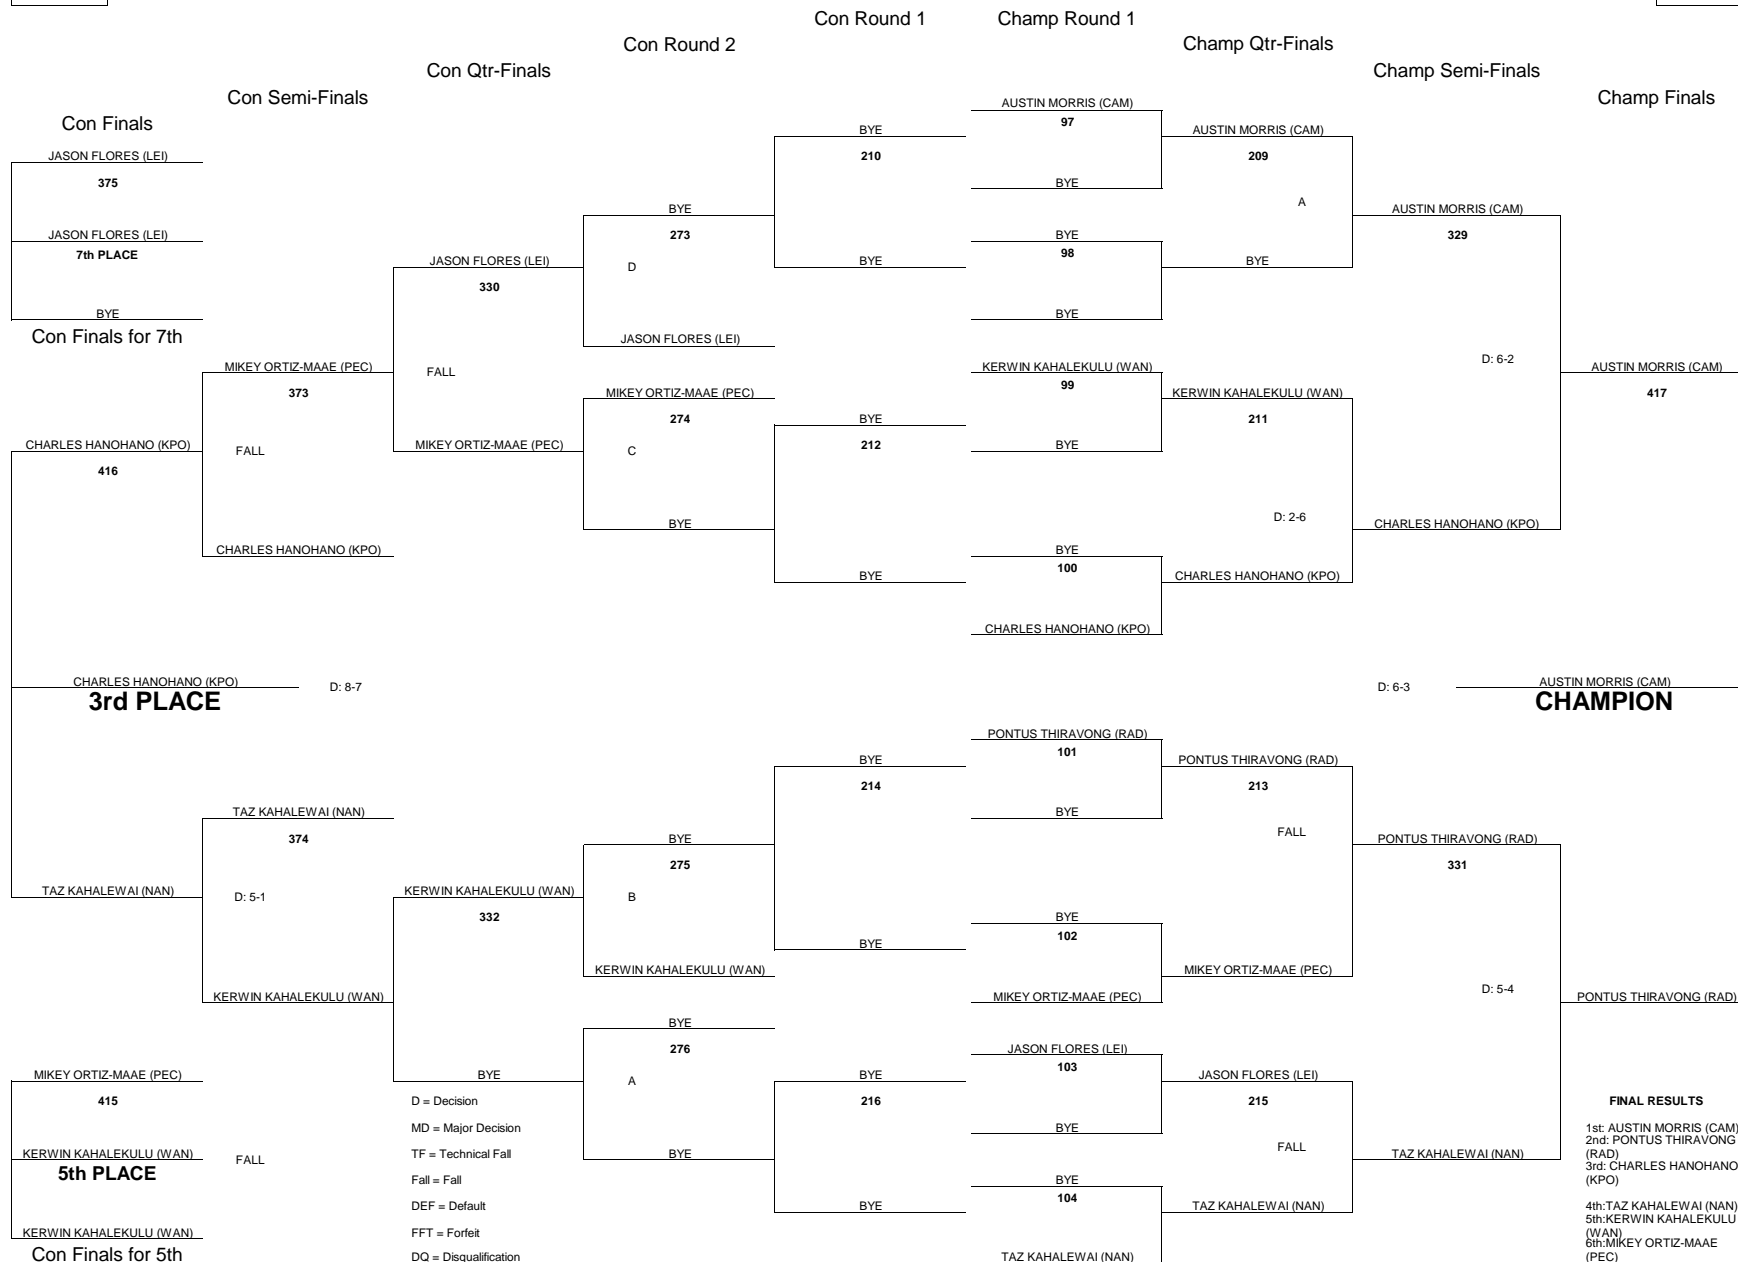 Con Round 1
Champ Round 1
Con Round 2
Champ Qtr-Finals
Con Qtr-Finals
Champ Semi-Finals
Con Semi-Finals
Champ Finals
Con Finals
AUSTIN MORRIS (CAM)
97
BYE
AUSTIN MORRIS (CAM)
JASON FLORES (LEI)
210
209
375
BYE
A
BYE
AUSTIN MORRIS (CAM)
JASON FLORES (LEI)
273
BYE
329
7th PLACE
98
JASON FLORES (LEI)
D
BYE
BYE
330
BYE
BYE
Con Finals for 7th
JASON FLORES (LEI)
D: 6-2
MIKEY ORTIZ-MAAE (PEC)
FALL
KERWIN KAHALEKULU (WAN)
AUSTIN MORRIS (CAM)
99
373
MIKEY ORTIZ-MAAE (PEC)
KERWIN KAHALEKULU (WAN)
417
274
BYE
211
CHARLES HANOHANO (KPO)
FALL
MIKEY ORTIZ-MAAE (PEC)
C
212
BYE
416
D: 2-6
BYE
CHARLES HANOHANO (KPO)
CHARLES HANOHANO (KPO)
BYE
100
BYE
CHARLES HANOHANO (KPO)
CHARLES HANOHANO (KPO)
CHARLES HANOHANO (KPO)
D: 8-7
D: 6-3
AUSTIN MORRIS (CAM)
3rd PLACE
CHAMPION
PONTUS THIRAVONG (RAD)
101
BYE
PONTUS THIRAVONG (RAD)
214
213
TAZ KAHALEWAI (NAN)
BYE
374
FALL
BYE
PONTUS THIRAVONG (RAD)
275
331
TAZ KAHALEWAI (NAN)
D: 5-1
KERWIN KAHALEKULU (WAN)
B
332
BYE
102
BYE
KERWIN KAHALEKULU (WAN)
MIKEY ORTIZ-MAAE (PEC)
D: 5-4
KERWIN KAHALEKULU (WAN)
MIKEY ORTIZ-MAAE (PEC)
PONTUS THIRAVONG (RAD)
BYE
276
JASON FLORES (LEI)
103
MIKEY ORTIZ-MAAE (PEC)
BYE
A
BYE
JASON FLORES (LEI)
415
D = Decision
216
215
FINAL RESULTS
MD = Major Decision
BYE
1st: AUSTIN MORRIS (CAM)
2nd: PONTUS THIRAVONG
(RAD)
KERWIN KAHALEKULU (WAN)
FALL
TF = Technical Fall
BYE
FALL
TAZ KAHALEWAI (NAN)
3rd: CHARLES HANOHANO
(KPO)
5th PLACE
Fall = Fall
BYE
104
DEF = Default
BYE
TAZ KAHALEWAI (NAN)
4th:TAZ KAHALEWAI (NAN)
5th:KERWIN KAHALEKULU
(WAN)
KERWIN KAHALEKULU (WAN)
FFT = Forfeit
6th:MIKEY ORTIZ-MAAE
(PEC)
Con Finals for 5th
DQ = Disqualification
TAZ KAHALEWAI (NAN)